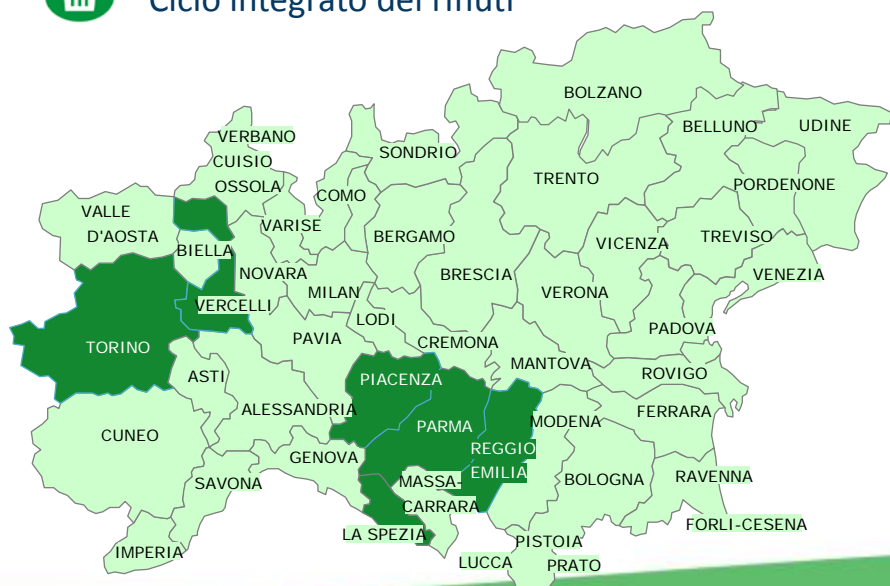 Ciclo integrato dei rifiuti
BOLZANO
VERBANO
CUISIO
OSSOLA
SONDRIO
BELLUNO
UDINE
TRENTO
COMO
PORDENONE
VALLE
D'AOSTA
VARISE
BERGAMO
VICENZA
TREVISO
BIELLA
NOVARA
BRESCIA
VENEZIA
VERCELLI
MILAN
VERONA
LODI
PADOVA
TORINO
PAVIA
CREMONA
MANTOVA
ROVIGO
ASTI
PIACENZA
ALESSANDRIA
PARMA
MODENA
FERRARA
CUNEO
GENOVA
REGGIO
EMILIA
SAVONA
MASSA-
CARRARA
BOLOGNA
RAVENNA
LA SPEZIA
FORLI-CESENA
IMPERIA
PISTOIA
LUCCA
PRATO